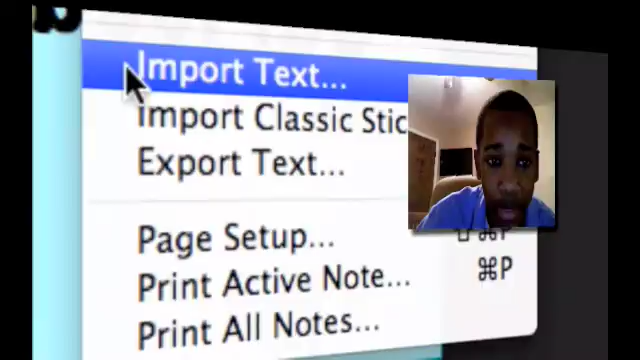 Import Text...
Import Classic Stic
Export Text...
Page Setup...
⇧⌘P
Print Active Note...
⌘P
Print All Notes...